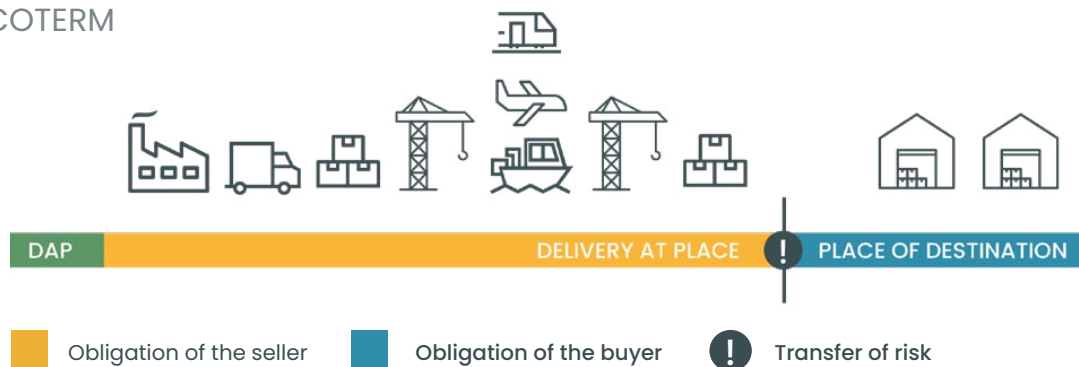 COTERM
DAP
DELIVERY AT PLACE
!
PLACE OF DESTINATION
Obligation of the seller
Obligation of the buyer
!
Transfer of risk